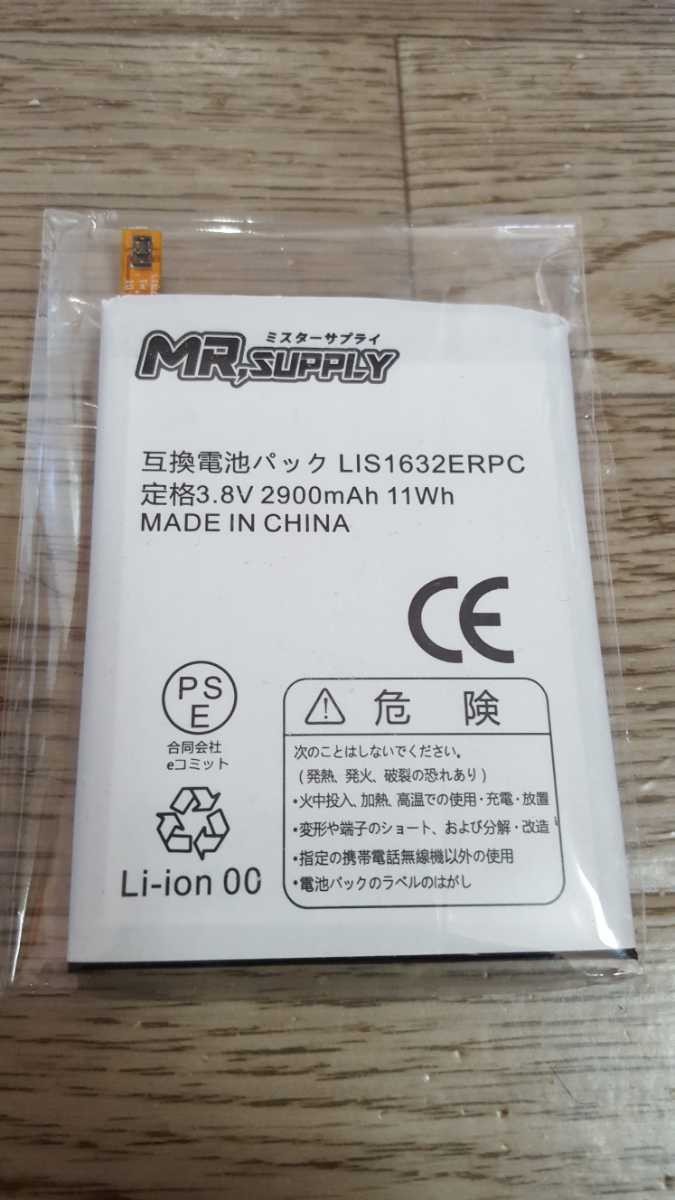 ミスターサプライ
MR,SUPPLY
互換電池パック LIS1632ERPC
定格3.8V 2900mAh 11Wh
MADE IN CHINA
CE
PS
E
合同会社
eコミット
Li-ion 00
⚠ 危 険
次のことはしないでください。
(発熱、発火、破裂の恐れあり)
・火中投入、加熱、高温での使用・充電・放置
・変形や端子のショート、および分解・改造
・指定の携帯電話無線機以外の使用
・電池パックのラベルのはがし